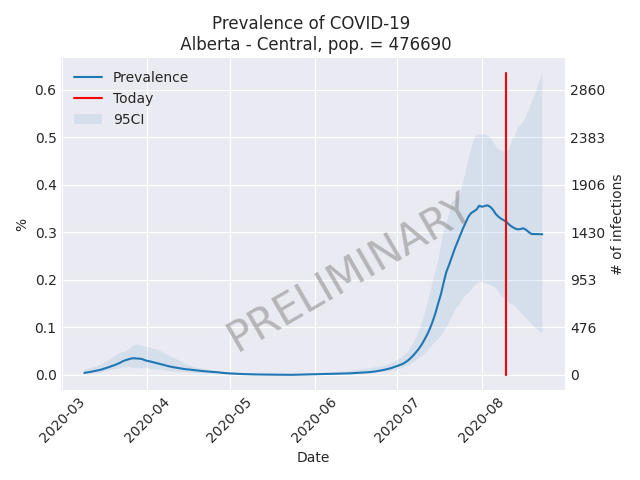 Prevalence of COVID-19
Alberta - Central, pop. = 476690
Prevalence
Today
95CI
0.6
0.5
0.4
0.3
0.2
0.1
0.0
%
2860
2383
1906
1430
953
476
0
# of infections
PRELIMINARY
2020-03
2020-04
2020-05
2020-06
2020-07
2020-08
Date